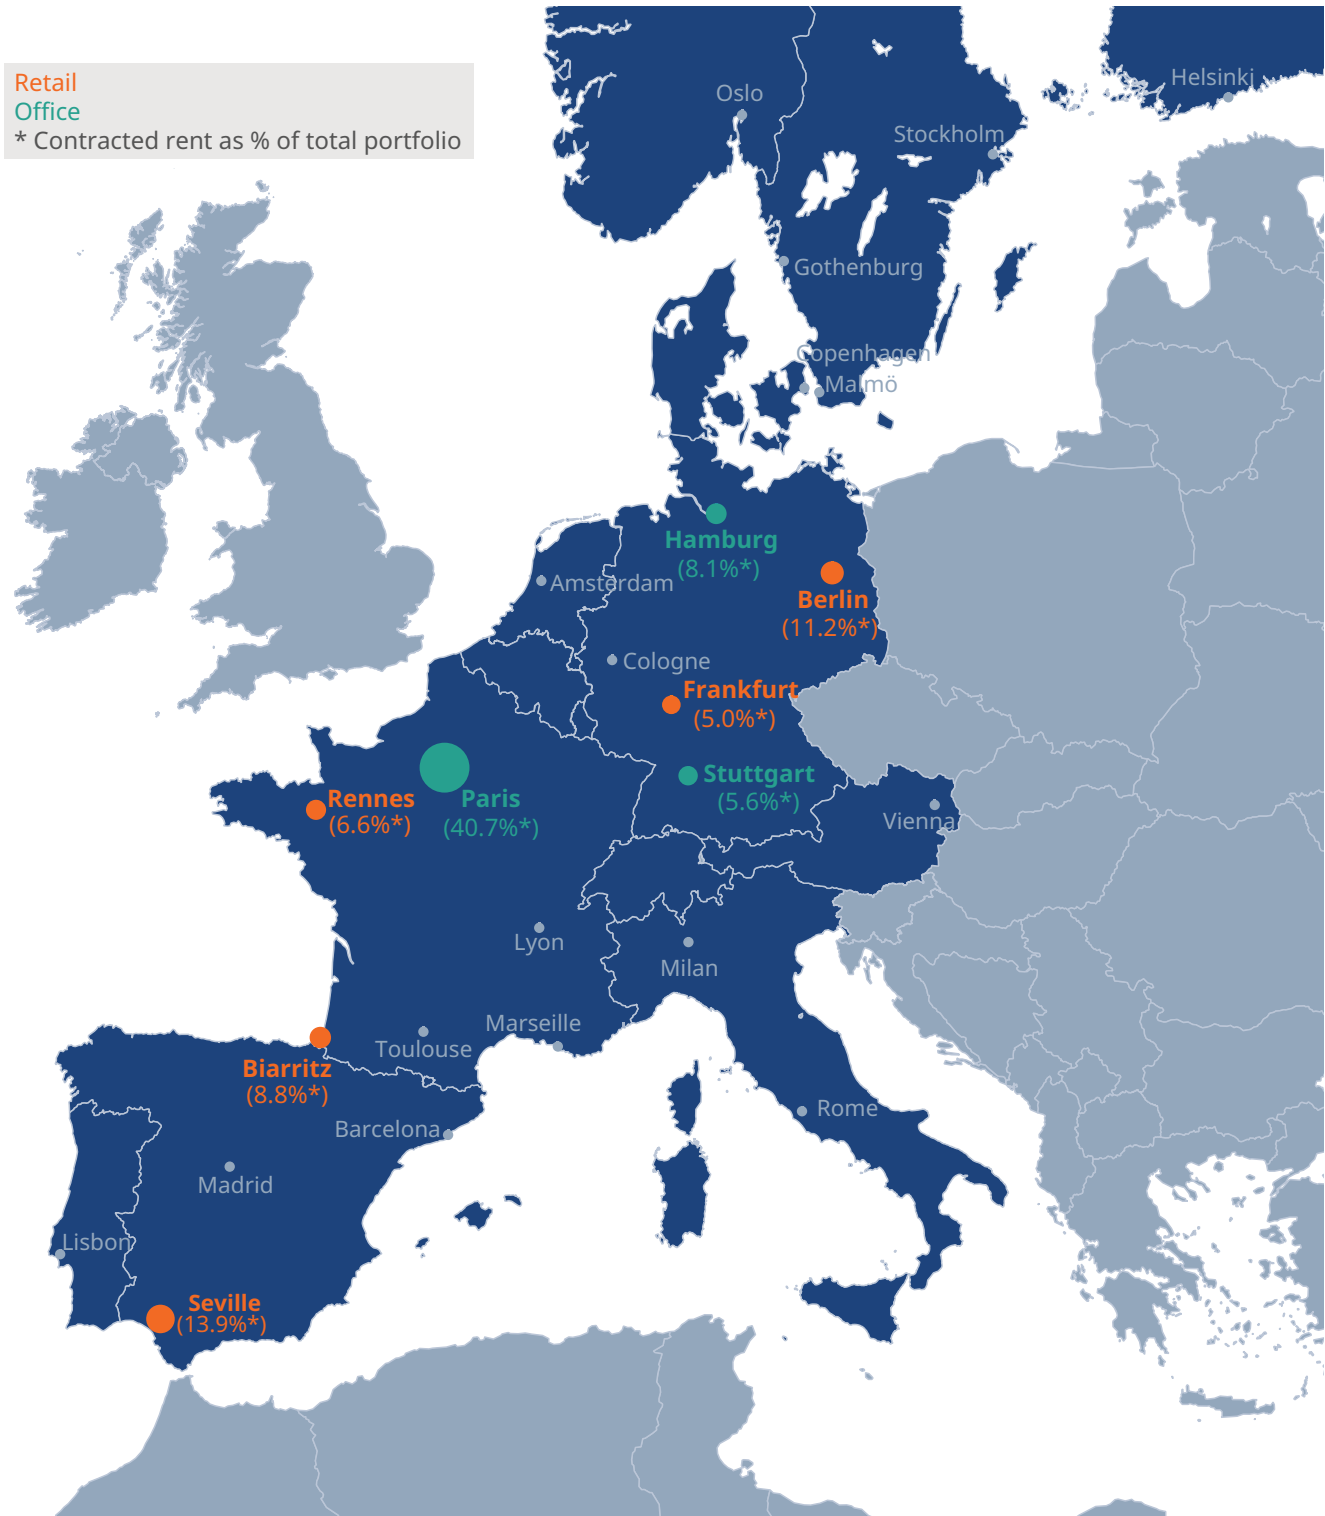 Retail
Office
* Contracted rent as % of total portfolio
Helsinki
Oslo
Stockholm
Gothenburg
Copenhagen
Malmö
Hamburg
(8.1%*)
Amsterdam
Berlin
(11.2%*)
Cologne
Frankfurt
(5.0%*)
Stuttgart
(5.6%*)
Rennes
(6.6%*)
Paris
(40.7%*)
Vienna
Lyon
Milan
Marseille
Toulouse
Biarritz
(8.8%*)
Rome
Barcelona
Madrid
Lisbon
Seville
(13.9%*)